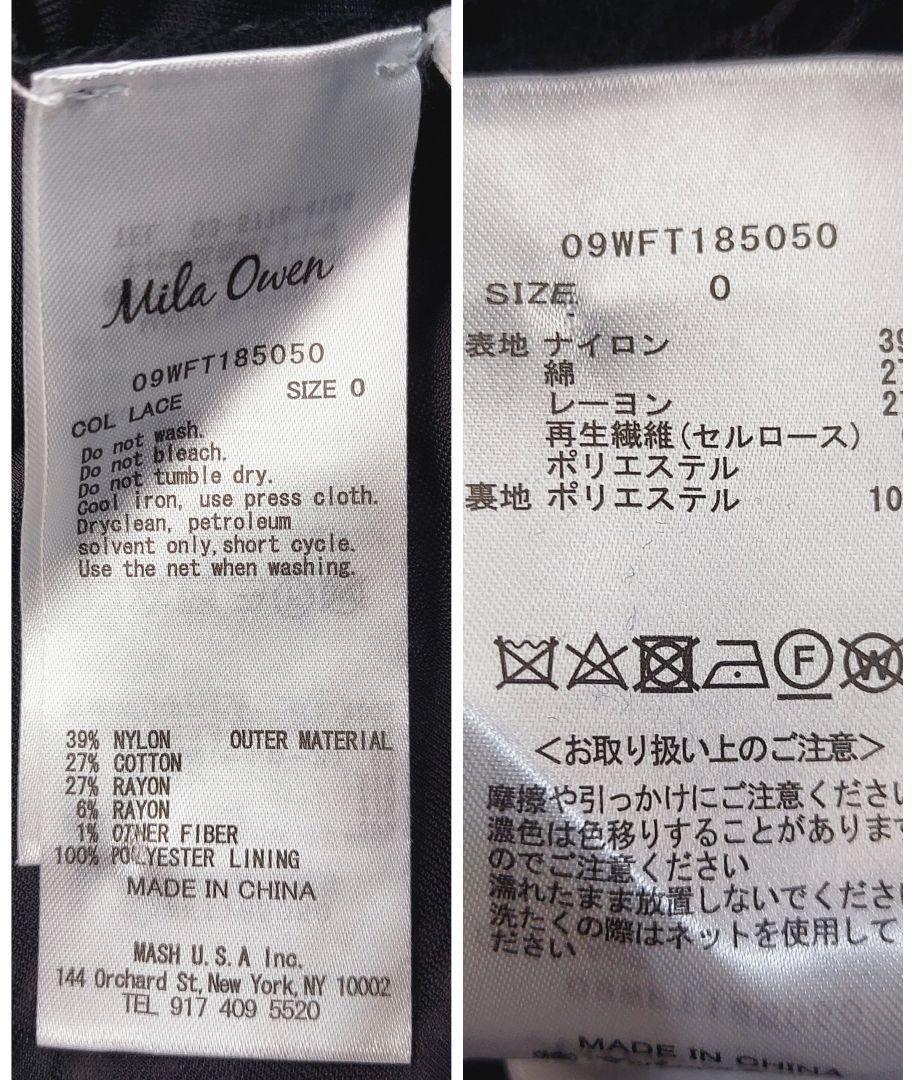 Mila Owen
09WFT185050
COL LACE SIZE 0
Do not wash.
Do not bleach.
Do not tumble dry.
Cool iron, use press cloth.
Dryclean, petroleum
solvent only, short cycle.
Use the net when washing.
39% NYLON OUTER MATERIAL
27% COTTON
27% RAYON
6% RAYON
1% OTHER FIBER
100% POLYESTER LINING
MADE IN CHINA
MASH U.S.A Inc.
144 Orchard St, New York, NY 10002
TEL 917 409 5520
09WFT185050
SIZE 0
表地 ナイロン 39
綿 27
レーヨン 27
再生繊維(セルロース)
ポリエステル
裏地 ポリエステル 10
F W
<お取り扱い上のご注意>
摩擦や引っかけにご注意ください
濃色は色移りすることがあります
のでご注意ください
濡れたまま放置しないでくださ
洗たくの際はネットを使用して
ださい
MADE IN CHINA